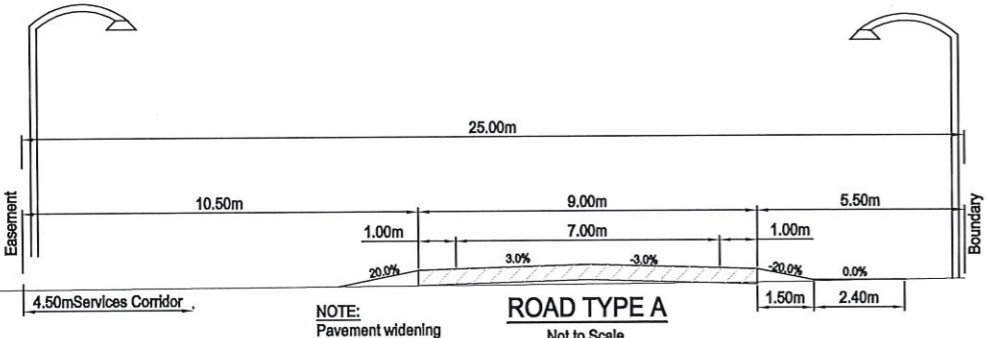 25.00m
10.50m
9.00m
5.50m
Easement
Boundary
1.00m
7.00m
1.00m
20.0%
3.0%
-3.0%
-20.0%
0.0%
4.50mServices Corridor
1.50m
2.40m
NOTE:
Pavement widening
ROAD TYPE A
Not to Scale